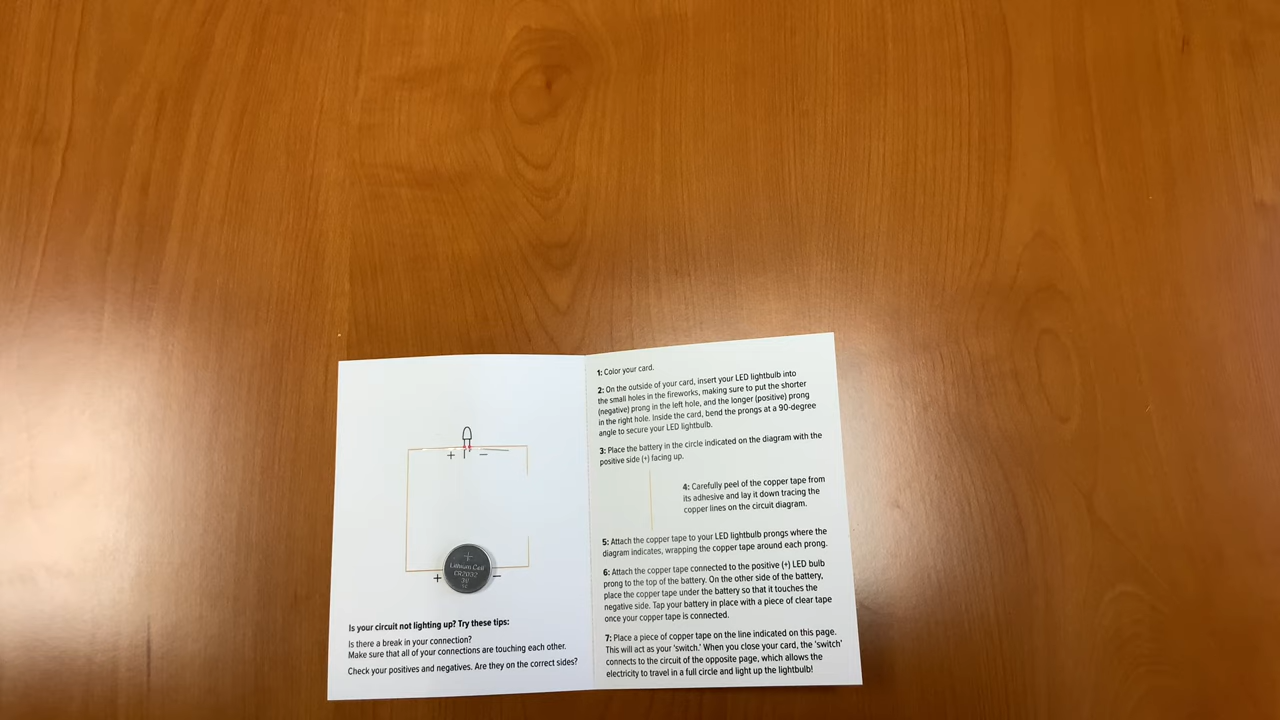 + −
+
Lithium Cell
CR2032
3V
+ −
Is your circuit not lighting up? Try these tips:
Is there a break in your connection?
Make sure that all of your connections are touching each other.
Check your positives and negatives. Are they on the correct sides?
1: Color your card.
2: On the outside of your card, insert your LED lightbulb into
the small holes in the fireworks, making sure to put the shorter
(negative) prong in the left hole, and the longer (positive) prong
in the right hole. Inside the card, bend the prongs at a 90-degree
angle to secure your LED lightbulb.
3: Place the battery in the circle indicated on the diagram with the
positive side (+) facing up.
4: Carefully peel of the copper tape from
its adhesive and lay it down tracing the
copper lines on the circuit diagram.
5: Attach the copper tape to your LED lightbulb prongs where the
diagram indicates, wrapping the copper tape around each prong.
6: Attach the copper tape connected to the positive (+) LED bulb
prong to the top of the battery. On the other side of the battery,
place the copper tape under the battery so that it touches the
negative side. Tap your battery in place with a piece of clear tape
once your copper tape is connected.
7: Place a piece of copper tape on the line indicated on this page.
This will act as your 'switch.' When you close your card, the 'switch'
connects to the circuit of the opposite page, which allows the
electricity to travel in a full circle and light up the lightbulb!